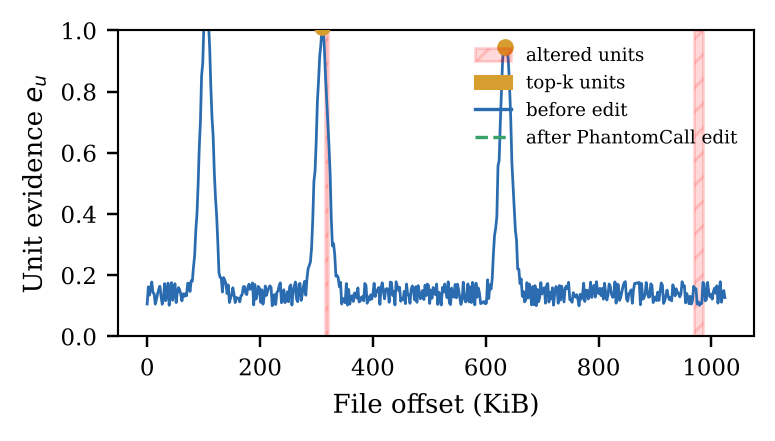 1.0
0.8
0.6
0.4
0.2
0.0
Unit evidence e_u
altered units
top-k units
before edit
after PhantomCall edit
0 200 400 600 800 1000
File offset (KiB)